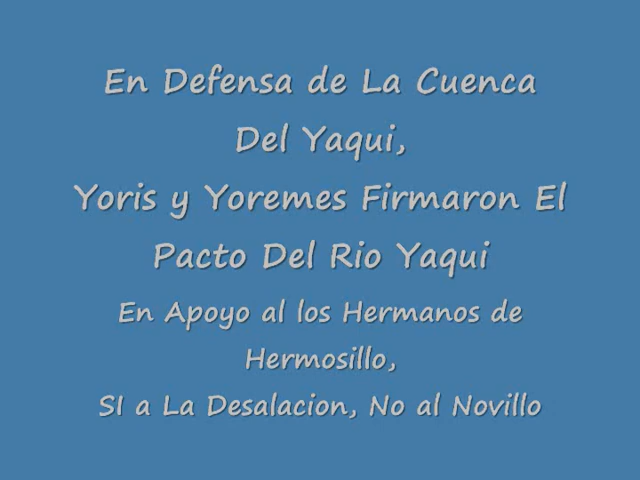 En Defensa de La Cuenca
Del Yaqui,
Yoris y Yoremes Firmaron El
Pacto Del Rio Yaqui
En Apoyo al los Hermanos de
Hermosillo,
SI a La Desalacion, No al Novillo